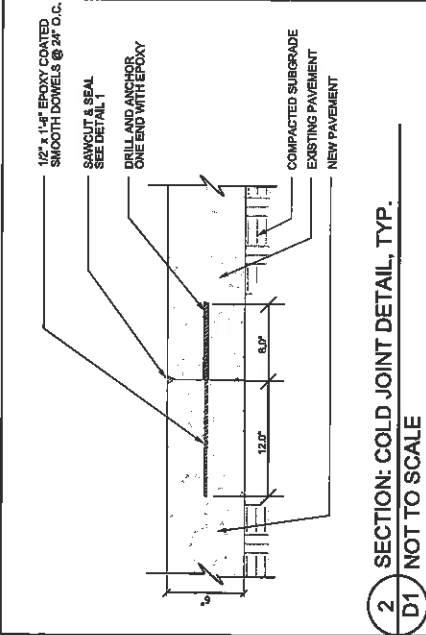 1/2" x 1'-6" EPOXY COATED
SMOOTH DOWELS @ 24" O.C.
SAWCUT & SEAL
SEE DETAIL 1
DRILL AND ANCHOR
ONE END WITH EPOXY
COMPACTED SUBGRADE
EXISTING PAVEMENT
NEW PAVEMENT
12.0"
6.0"
6"
2
D1
SECTION: COLD JOINT DETAIL, TYP.
NOT TO SCALE